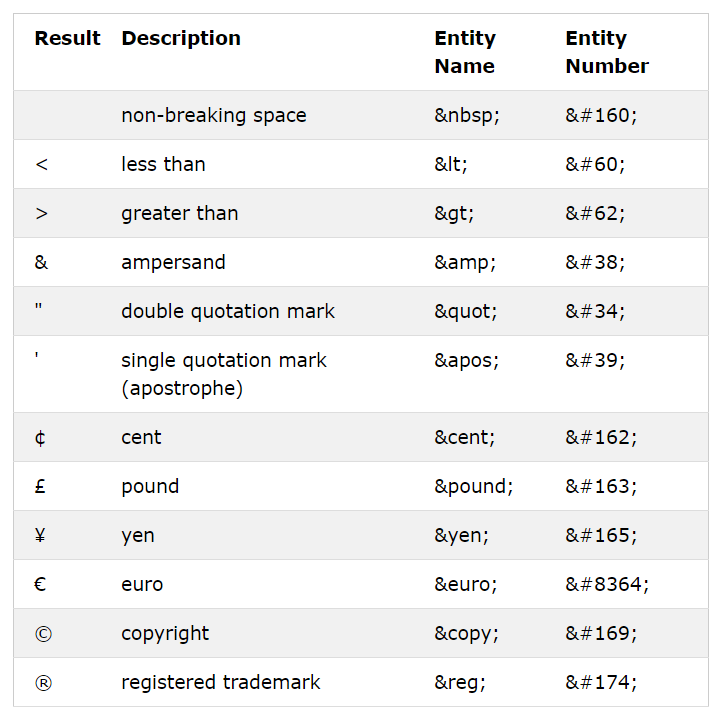 Result Description Entity Name Entity Number
non-breaking space &nbsp; &#160;
< less than &lt; &#60;
> greater than &gt; &#62;
& ampersand &amp; &#38;
" double quotation mark &quot; &#34;
' single quotation mark (apostrophe) &apos; &#39;
¢ cent &cent; &#162;
£ pound &pound; &#163;
¥ yen &yen; &#165;
€ euro &euro; &#8364;
© copyright &copy; &#169;
® registered trademark &reg; &#174;